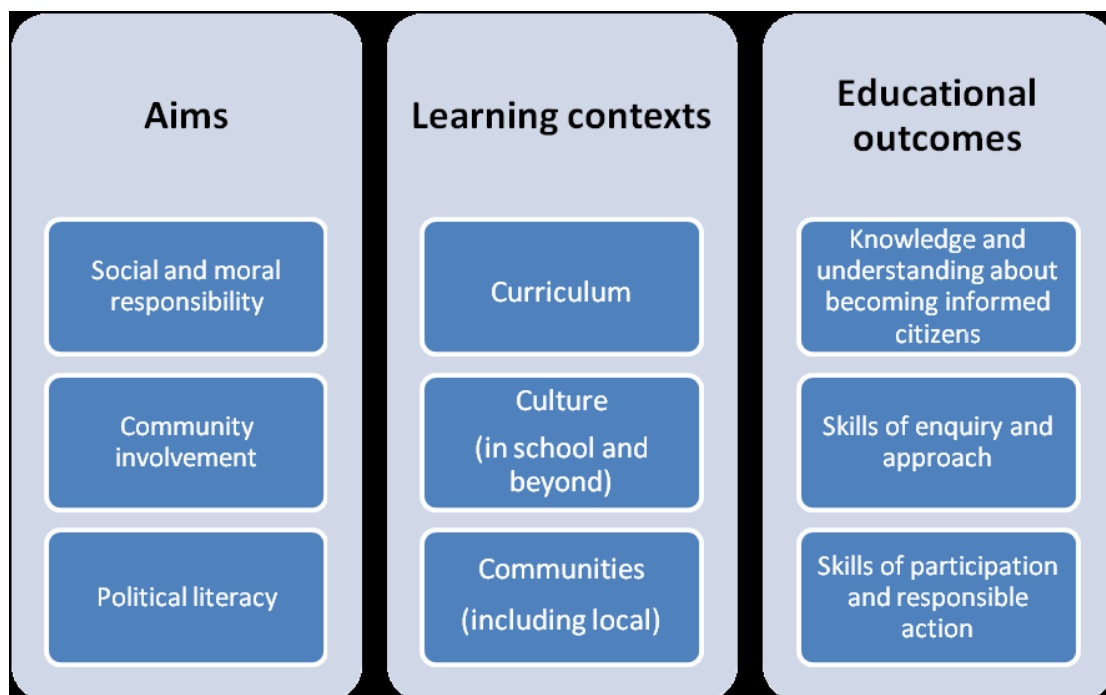 Aims
Social and moral
responsibility
Community
involvement
Political literacy
Learning contexts
Curriculum
Culture
(in school and
beyond)
Communities
(including local)
Educational
outcomes
Knowledge and
understanding about
becoming informed
citizens
Skills of enquiry and
approach
Skills of participation
and responsible
action